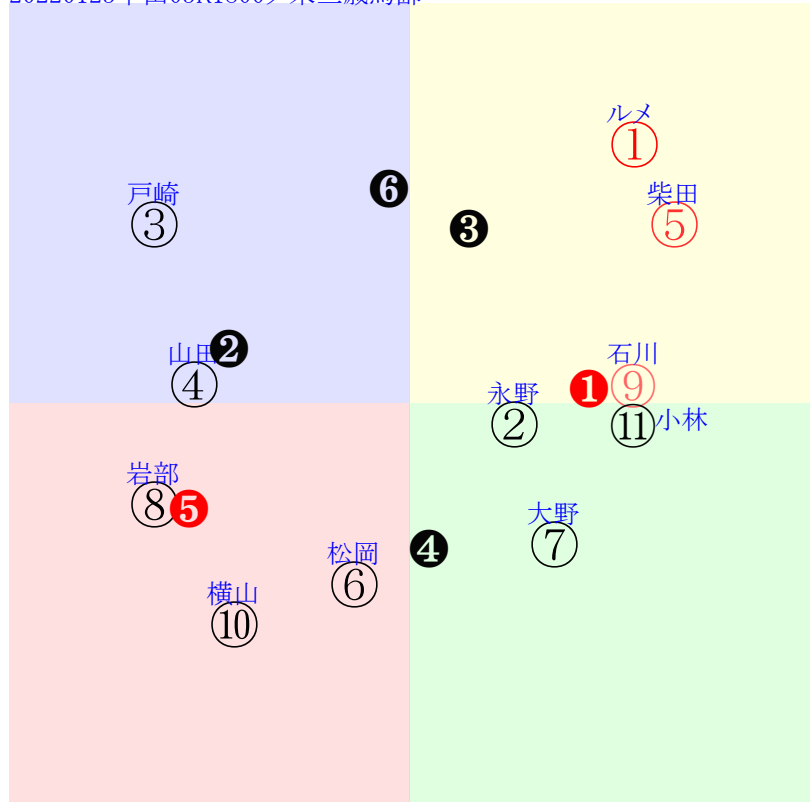 ルメ
①
戸崎
❻
柴田
③
❸
⑤
山田
❷
石川
④
永野
❶
⑨
②
⑪
小林
岩部
⑧
❺
大野
松岡
❹
⑦
横山
⑥
⑩